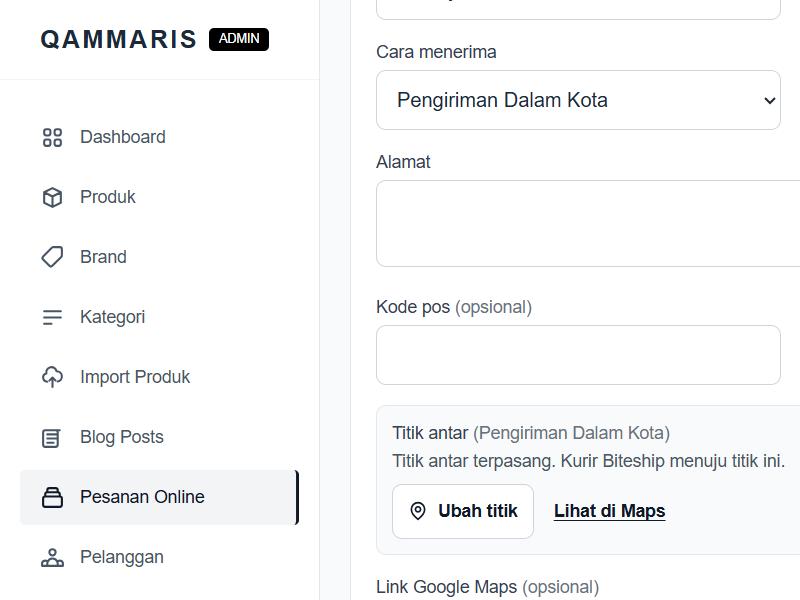 QAMMARIS ADMIN
Dashboard
Produk
Brand
Kategori
Import Produk
Blog Posts
Pesanan Online
Pelanggan
Cara menerima
Pengiriman Dalam Kota
Alamat
Kode pos (opsional)
Titik antar (Pengiriman Dalam Kota)
Titik antar terpasang. Kurir Biteship menuju titik ini.
Ubah titik Lihat di Maps
Link Google Maps (opsional)